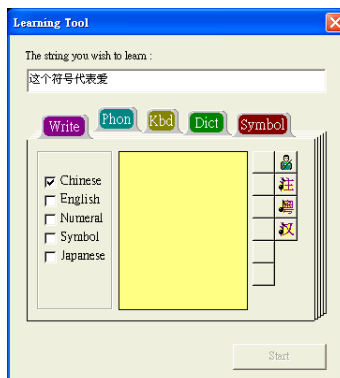 Learning Tool
The string you wish to learn :
这个符号代表爱
Write Phon Kbd Dict Symbol
Chinese
English
Numeral
Symbol
Japanese
注
粤
汉
Start